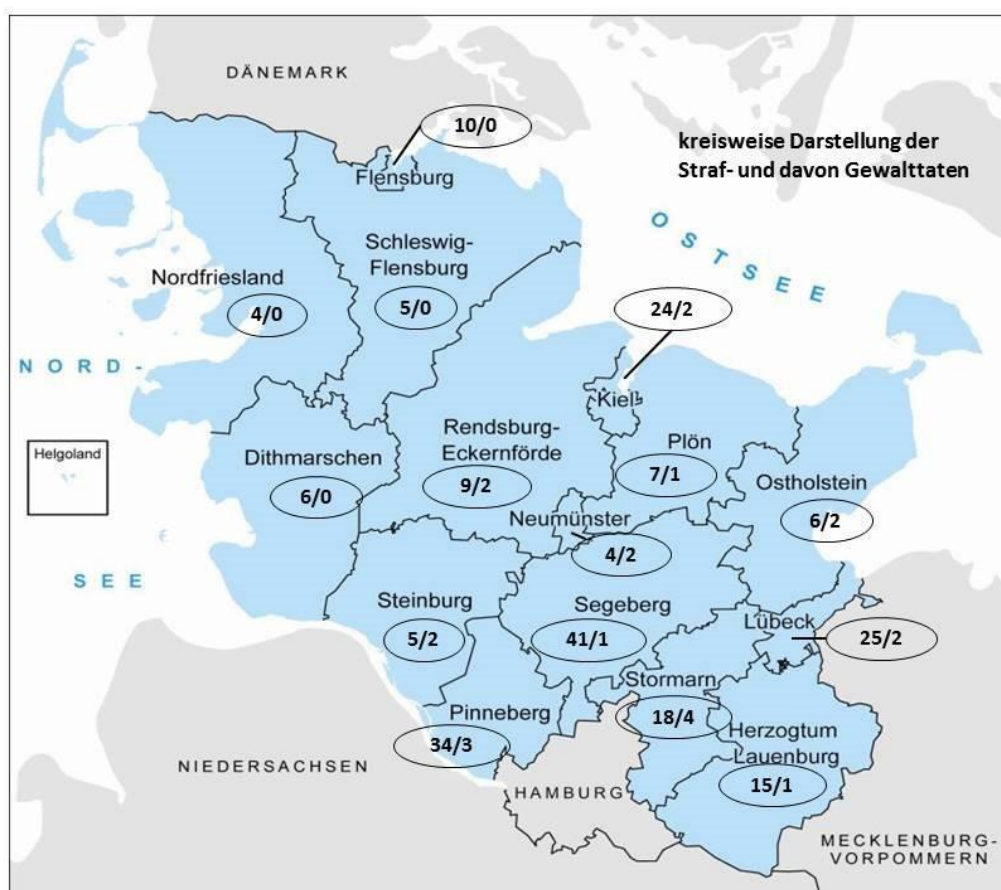 DÄNEMARK
10/0
kreisweise Darstellung der
Straf- und davon Gewalttaten
Flensburg
OSTSEE
Schleswig-
Flensburg
5/0
Nordfriesland
4/0
24/2
NORD-
Kiel
Rendsburg-
Eckernförde
9/2
Plön
7/1
Helgoland
Dithmarschen
6/0
Ostholstein
6/2
Neumünster
4/2
SEE
Steinburg
5/2
Segeberg
41/1
Lübeck
25/2
Stormarn
18/4
Pinneberg
34/3
Herzogtum
Lauenburg
15/1
NIEDERSACHSEN
HAMBURG
MECKLENBURG-
VORPOMMERN